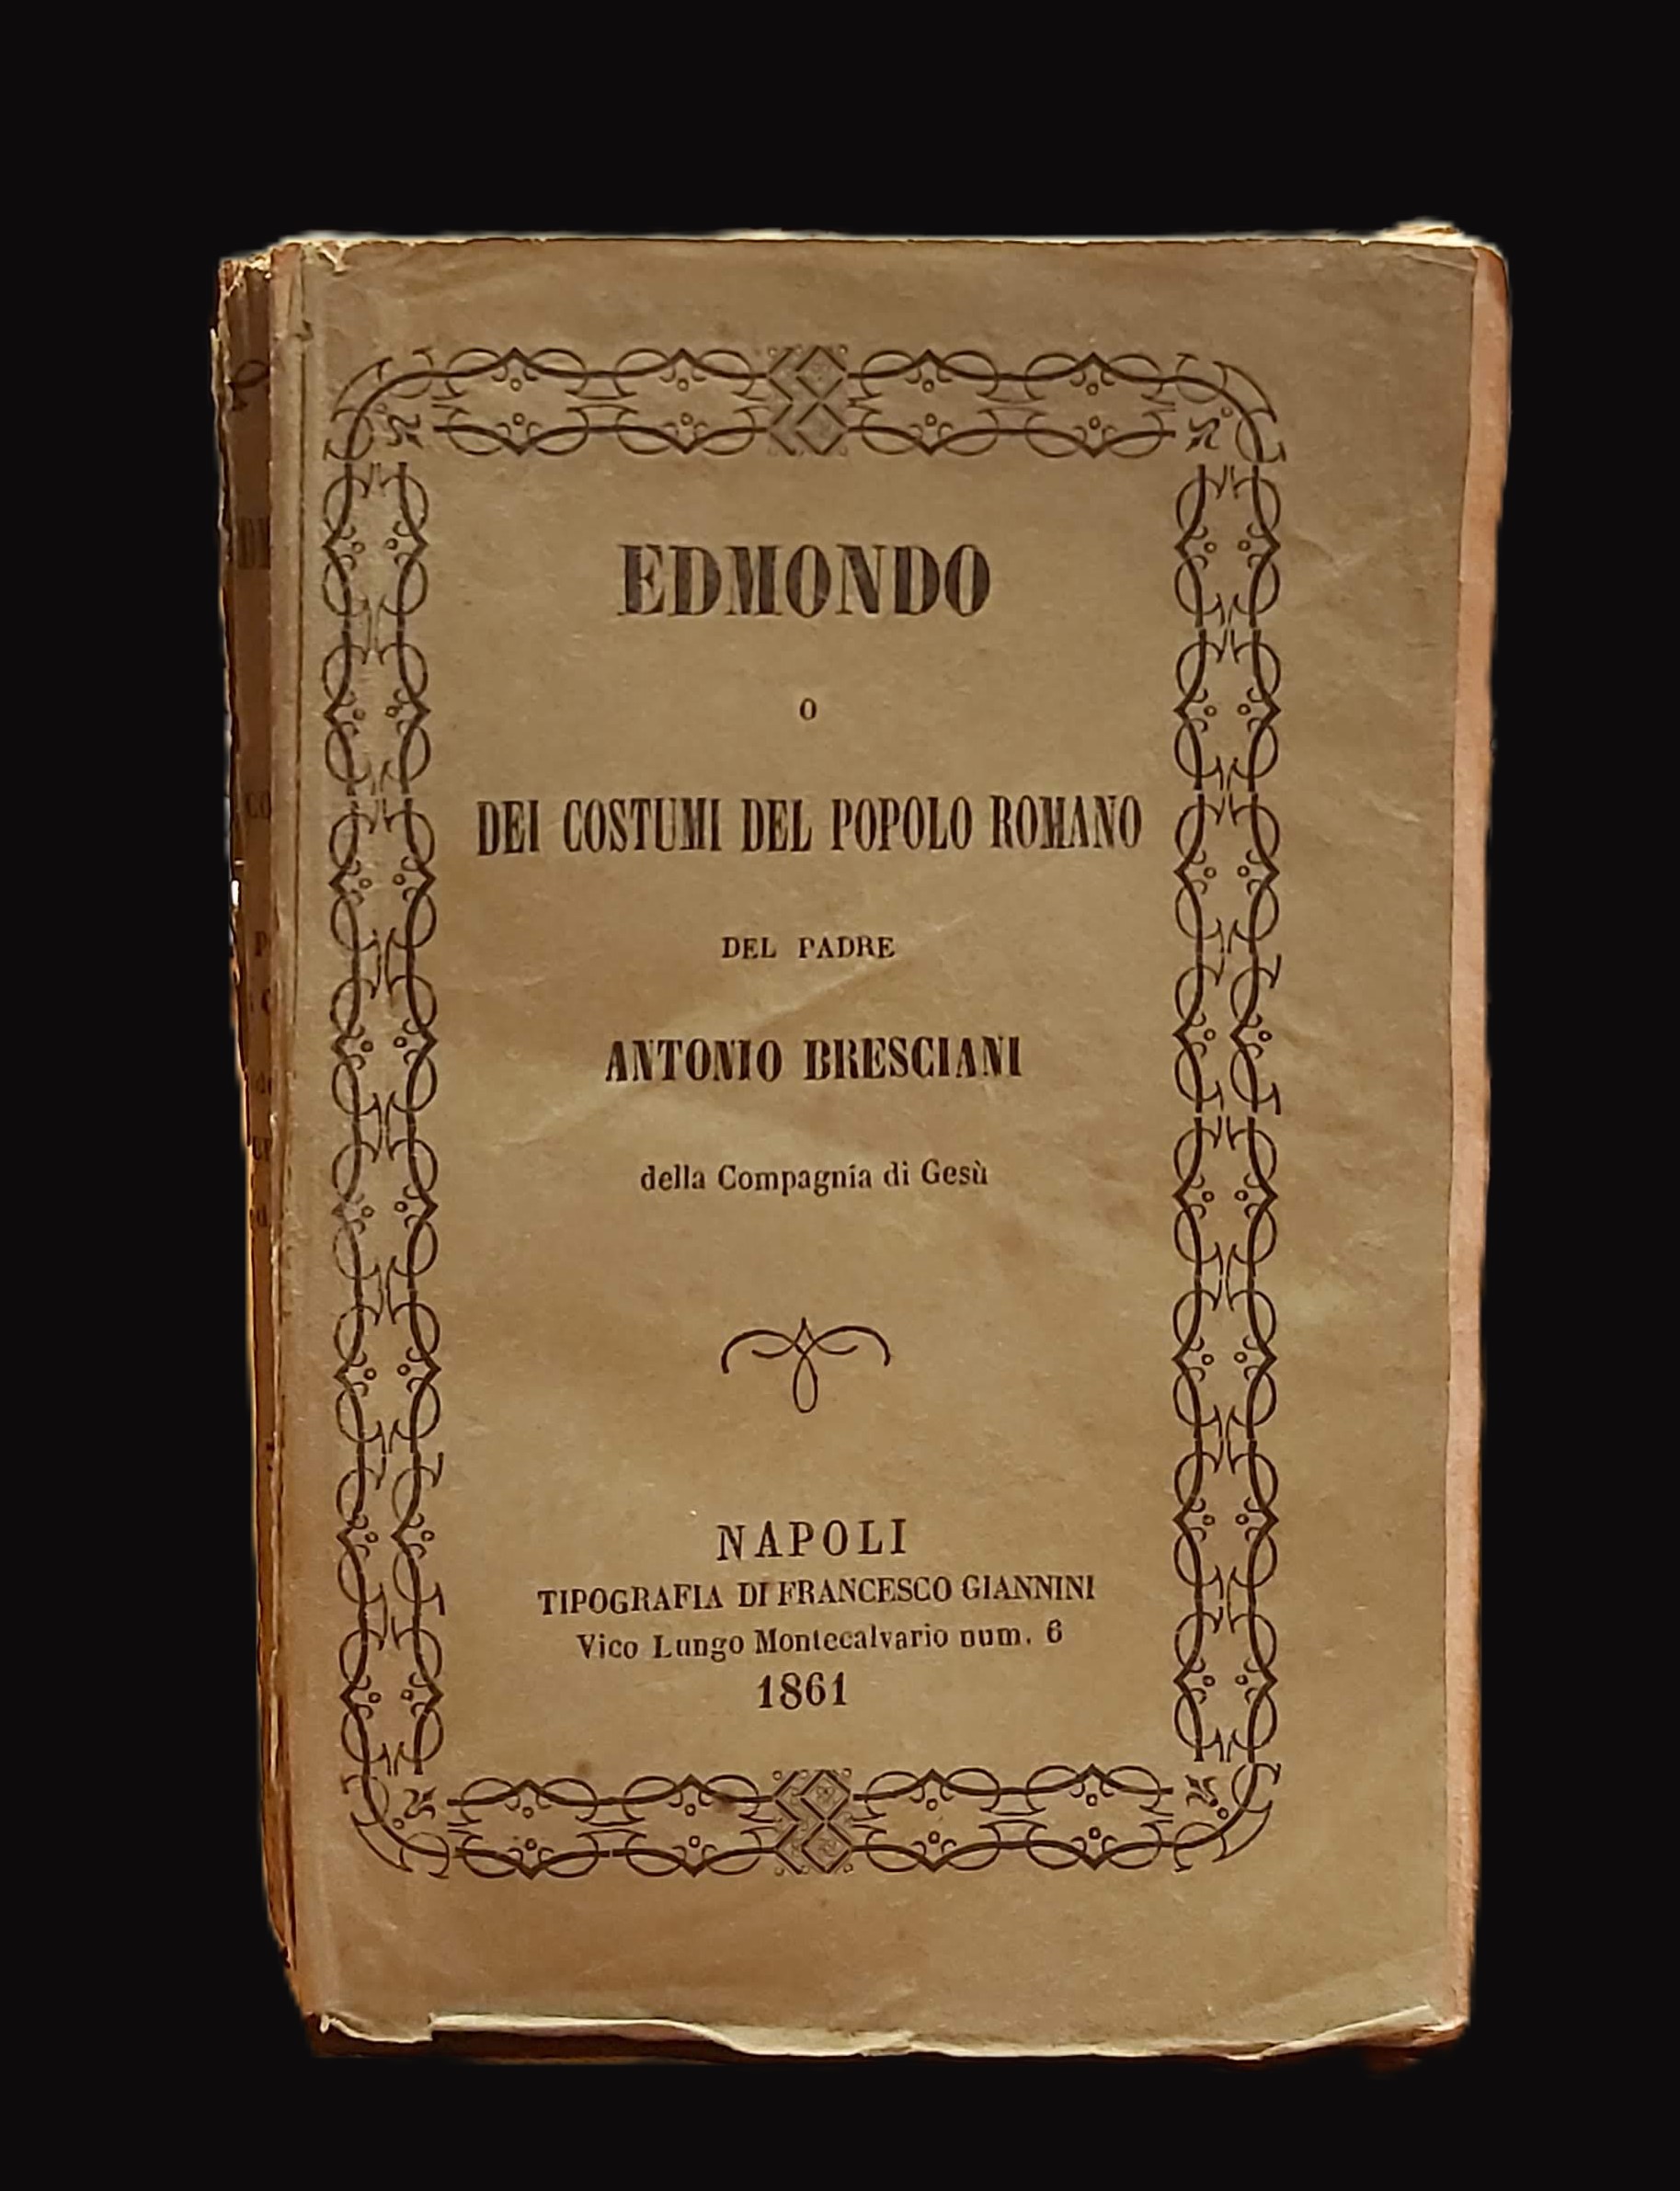 EDMONDO
O
DEI COSTUMI DEL POPOLO ROMANO
DEL PADRE
ANTONIO BRESCIANI
della Compagnia di Gesù
NAPOLI
TIPOGRAFIA DI FRANCESCO GIANNINI
Vico Lungo Montecalvario num. 6
1861